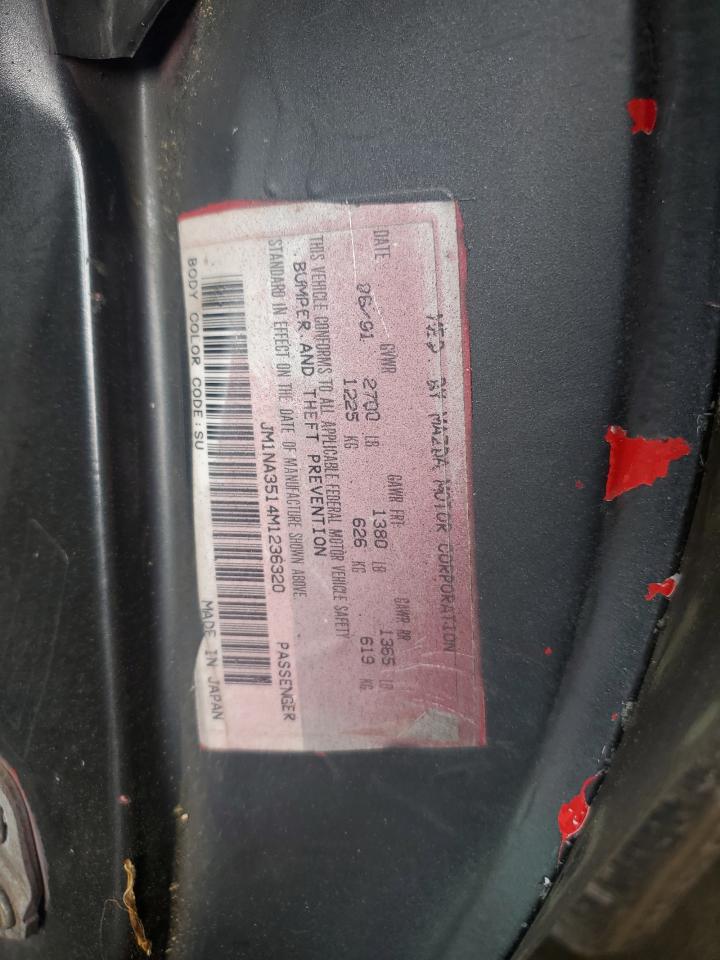 MFD. BY MAZDA MOTOR CORPORATION
DATE GVWR GAWR FRT GAWR RR
06/91 2700 LB 1380 LB 1365 LB
1225 KG 626 KG 619 KG
THIS VEHICLE CONFORMS TO ALL APPLICABLE FEDERAL MOTOR VEHICLE SAFETY
BUMPER AND THEFT PREVENTION
STANDARD IN EFFECT ON THE DATE OF MANUFACTURE SHOWN ABOVE.
JM1NA3514M1236320 PASSENGER
BODY COLOR CODE:SU MADE IN JAPAN